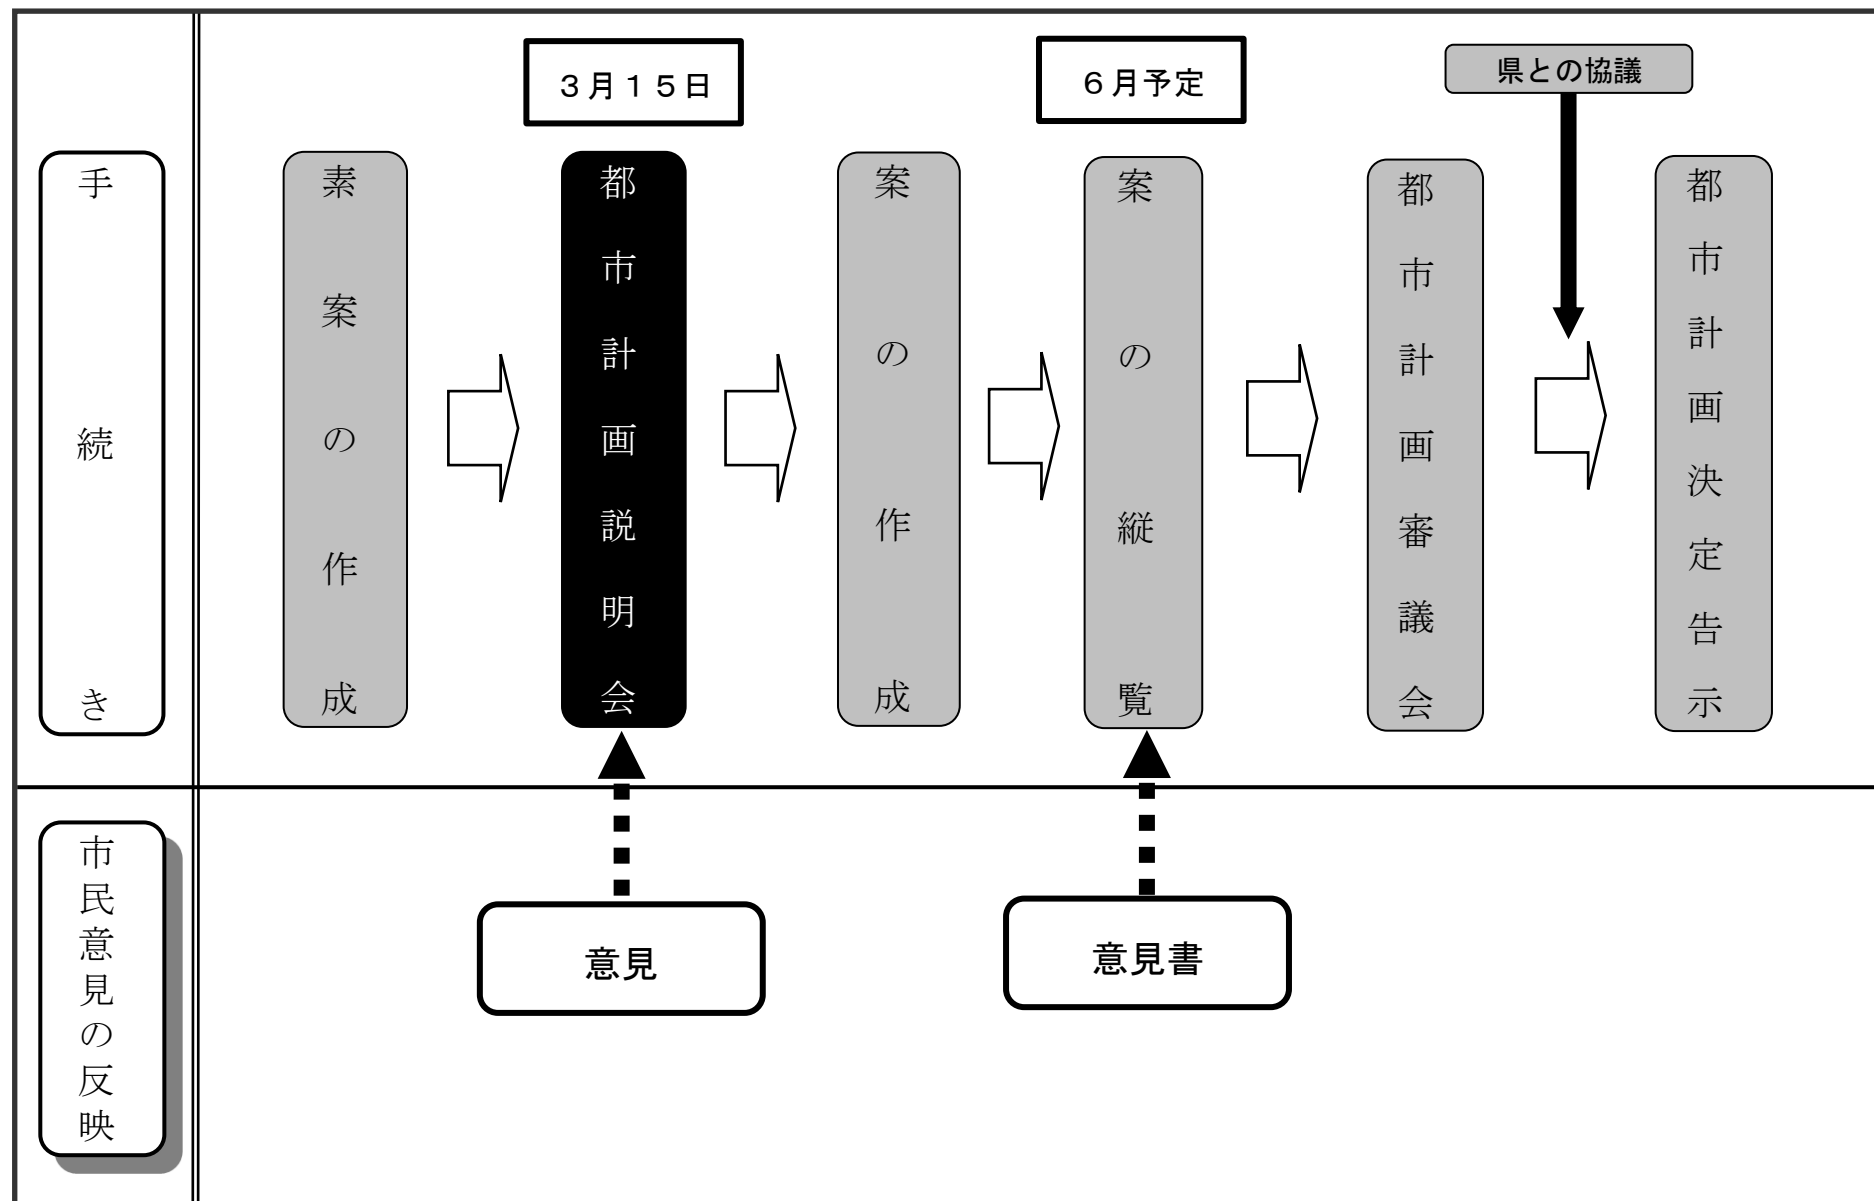 3月15日
6月予定
県との協議
手続き
素案の作成
都市計画説明会
案の作成
案の縦覧
都市計画審議会
都市計画決定告示
市民意見の反映
意見
意見書